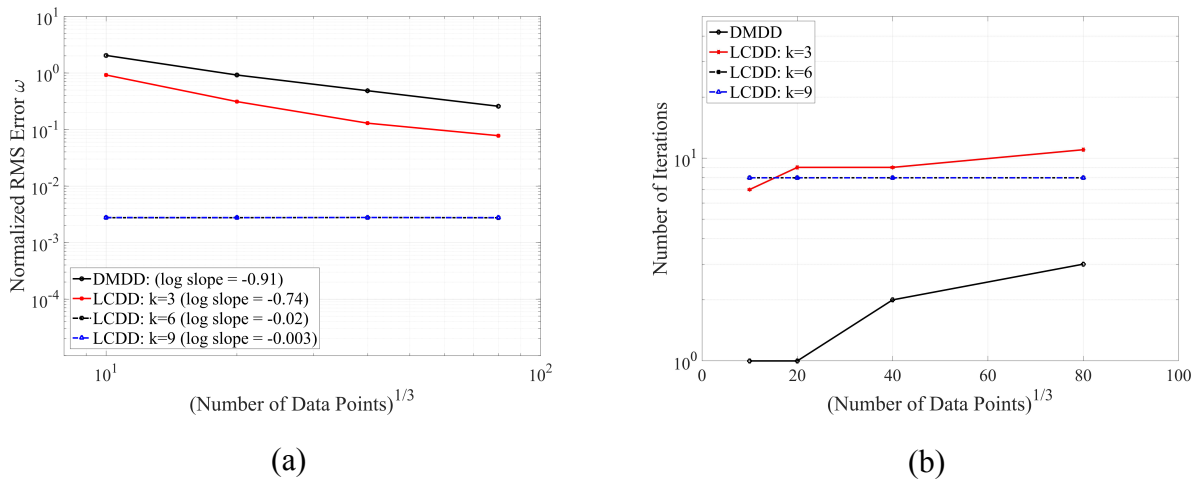 10^1
10^0
10^-1
10^-2
10^-3
10^-4
Normalized RMS Error ω
DMDD: (log slope = -0.91)
LCDD: k=3 (log slope = -0.74)
LCDD: k=6 (log slope = -0.02)
LCDD: k=9 (log slope = -0.003)
10^1
10^2
(Number of Data Points)^1/3
(a)
DMDD
LCDD: k=3
LCDD: k=6
LCDD: k=9
10^1
10^0
Number of Iterations
0
20
40
60
80
100
(Number of Data Points)^1/3
(b)